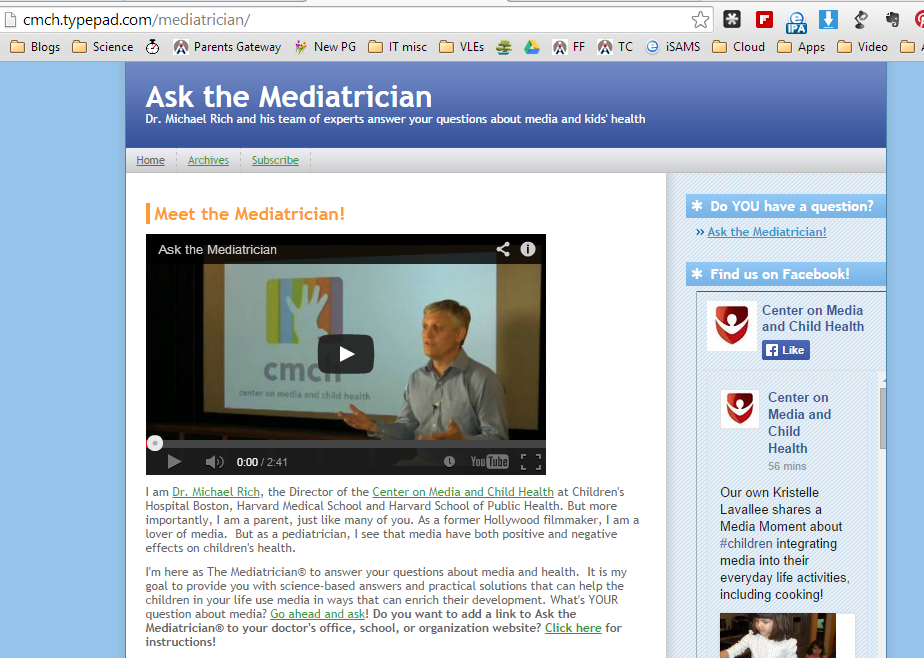 cmch.typepad.com/mediatrician/
IPA
Blogs Science Parents Gateway New PG IT misc VLEs FF TC iSAMS Cloud Apps Video
Ask the Mediatrician
Dr. Michael Rich and his team of experts answer your questions about media and kids' health
Home Archives Subscribe
Meet the Mediatrician!
Ask the Mediatrician
cmch
center on media and child health
0:00 / 2:41
YouTube
I am Dr. Michael Rich, the Director of the Center on Media and Child Health at Children's
Hospital Boston, Harvard Medical School and Harvard School of Public Health. But more
importantly, I am a parent, just like many of you. As a former Hollywood filmmaker, I am a
lover of media.  But as a pediatrician, I see that media have both positive and negative
effects on children's health.
I'm here as The Mediatrician® to answer your questions about media and health.  It is my
goal to provide you with science-based answers and practical solutions that can help the
children in your life use media in ways that can enrich their development. What's YOUR
question about media? Go ahead and ask! Do you want to add a link to Ask the
Mediatrician® to your doctor's office, school, or organization website? Click here for
instructions!
Do YOU have a question?
» Ask the Mediatrician!
Find us on Facebook!
Center on Media
and Child Health
Like
Center on
Media and
Child
Health
56 mins
Our own Kristelle
Lavallee shares a
Media Moment about
#children integrating
media into their
everyday life activities,
including cooking!